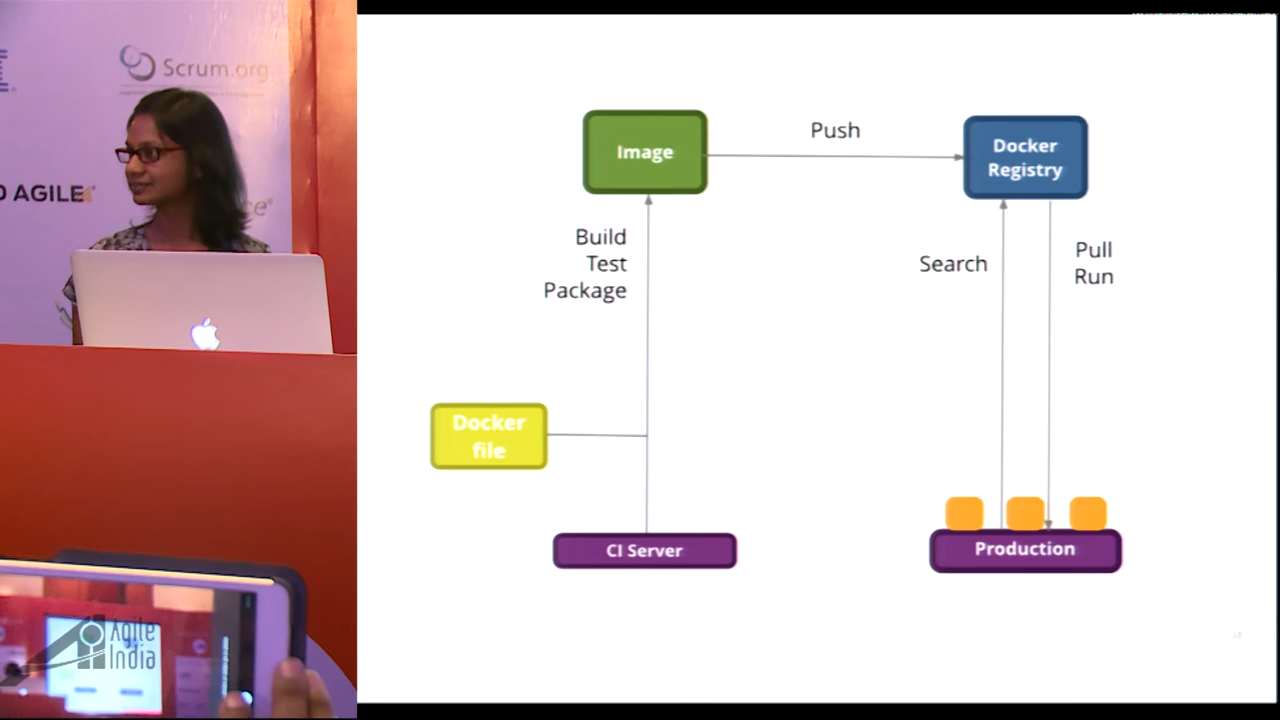 Scrum.org
D AGILE
ce
Agile
India
Image
Push
Docker
Registry
Build
Test
Package
Search
Pull
Run
Docker
file
CI Server
Production